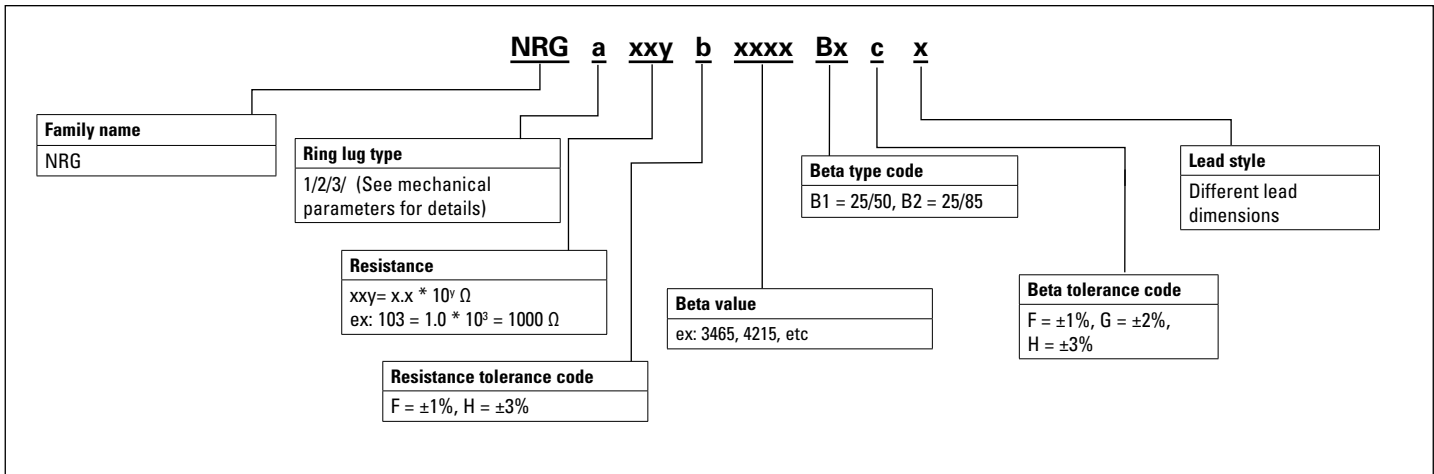 NRG a xxy b xxxx Bx c x
Family name
NRG
Ring lug type
1/2/3/ (See mechanical
parameters for details)
Resistance
xxy= x.x * 10ʸ Ω
ex: 103 = 1.0 * 10³ = 1000 Ω
Resistance tolerance code
F = ±1%, H = ±3%
Beta value
ex: 3465, 4215, etc
Beta type code
B1 = 25/50, B2 = 25/85
Beta tolerance code
F = ±1%, G = ±2%,
H = ±3%
Lead style
Different lead
dimensions